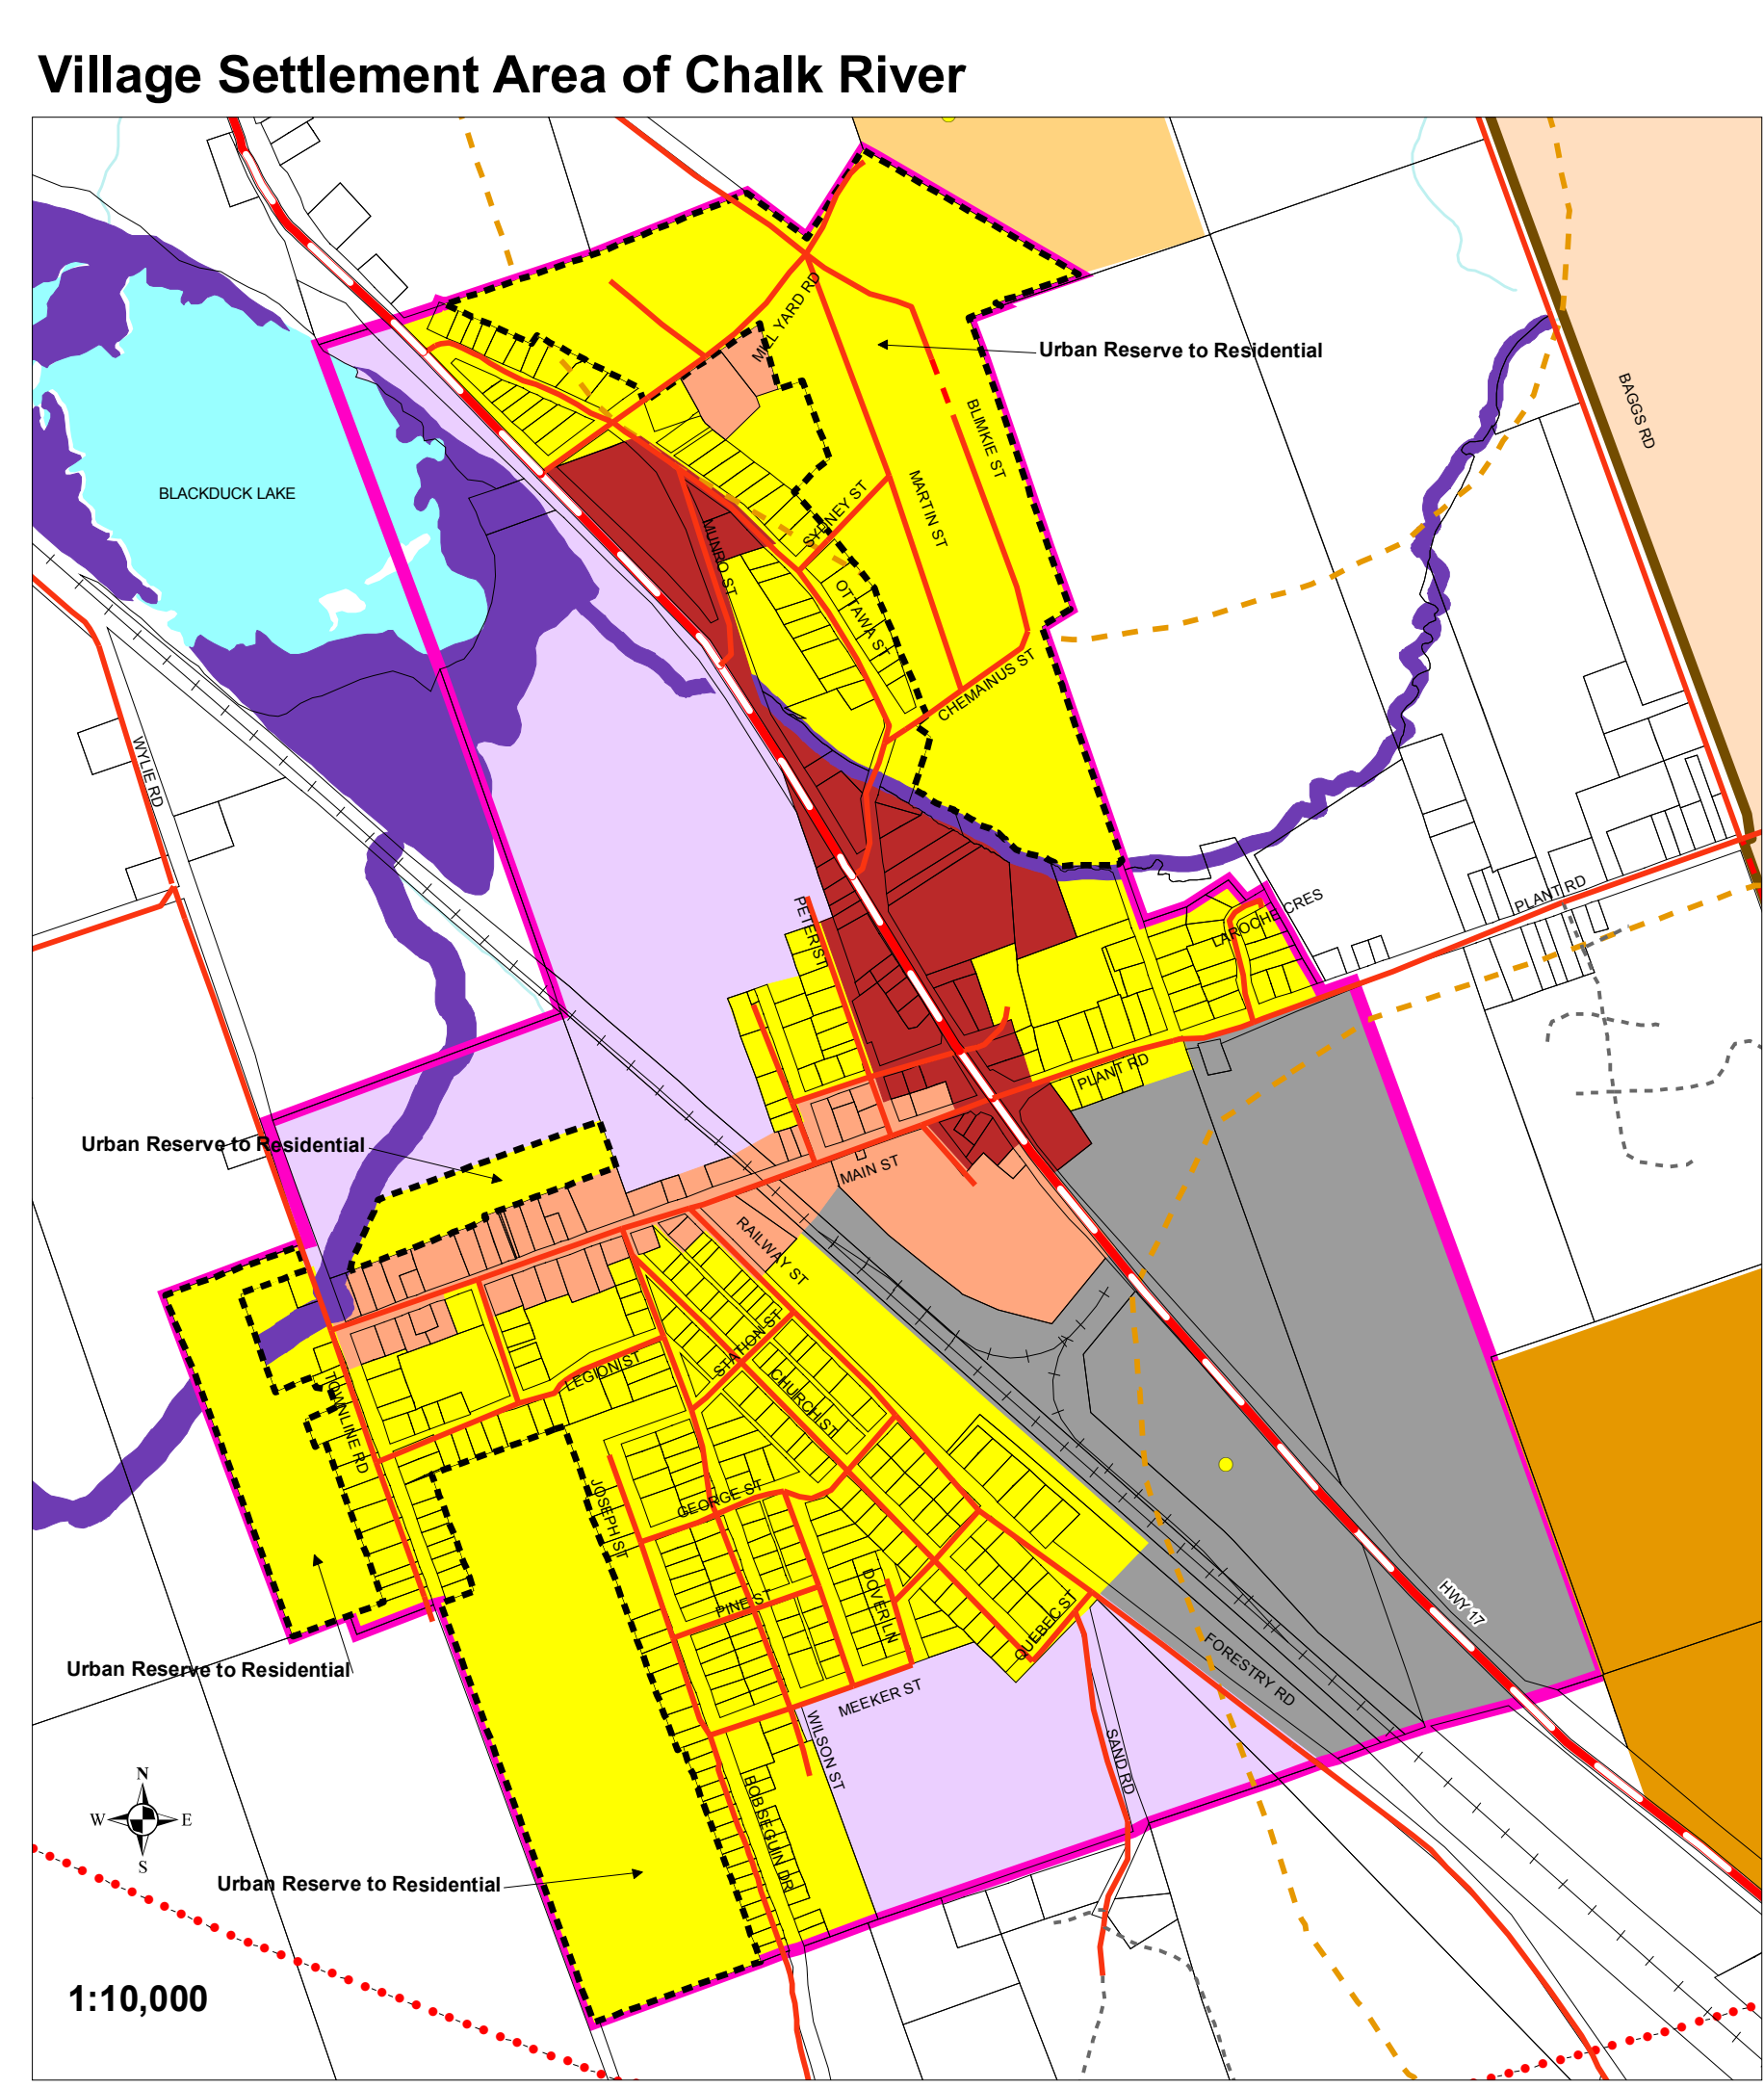 Village Settlement Area of Chalk River
MILL YARD RD
Urban Reserve to Residential
BAGGS RD
BLIMKIE ST
BLACKDUCK LAKE
MARTIN ST
SYDNEY ST
MUNRO ST
OTTAWA ST
CHEMAINUS ST
WYLIE RD
PLANT RD
LAROCHE CRES
PETER ST
PLANT RD
Urban Reserve to Residential
MAIN ST
RAILWAY ST
STATION ST
LEGION ST
CHURCH ST
TOWNLINE RD
GEORGE ST
JOSEPH ST
DOVER LN
PINE ST
QUEBEC ST
HWY 17
FORESTRY RD
Urban Reserve to Residential
MEEKER ST
WILSON ST
SAND RD
BOB SEGUIN DR
N
W
E
S
Urban Reserve to Residential
1:10,000